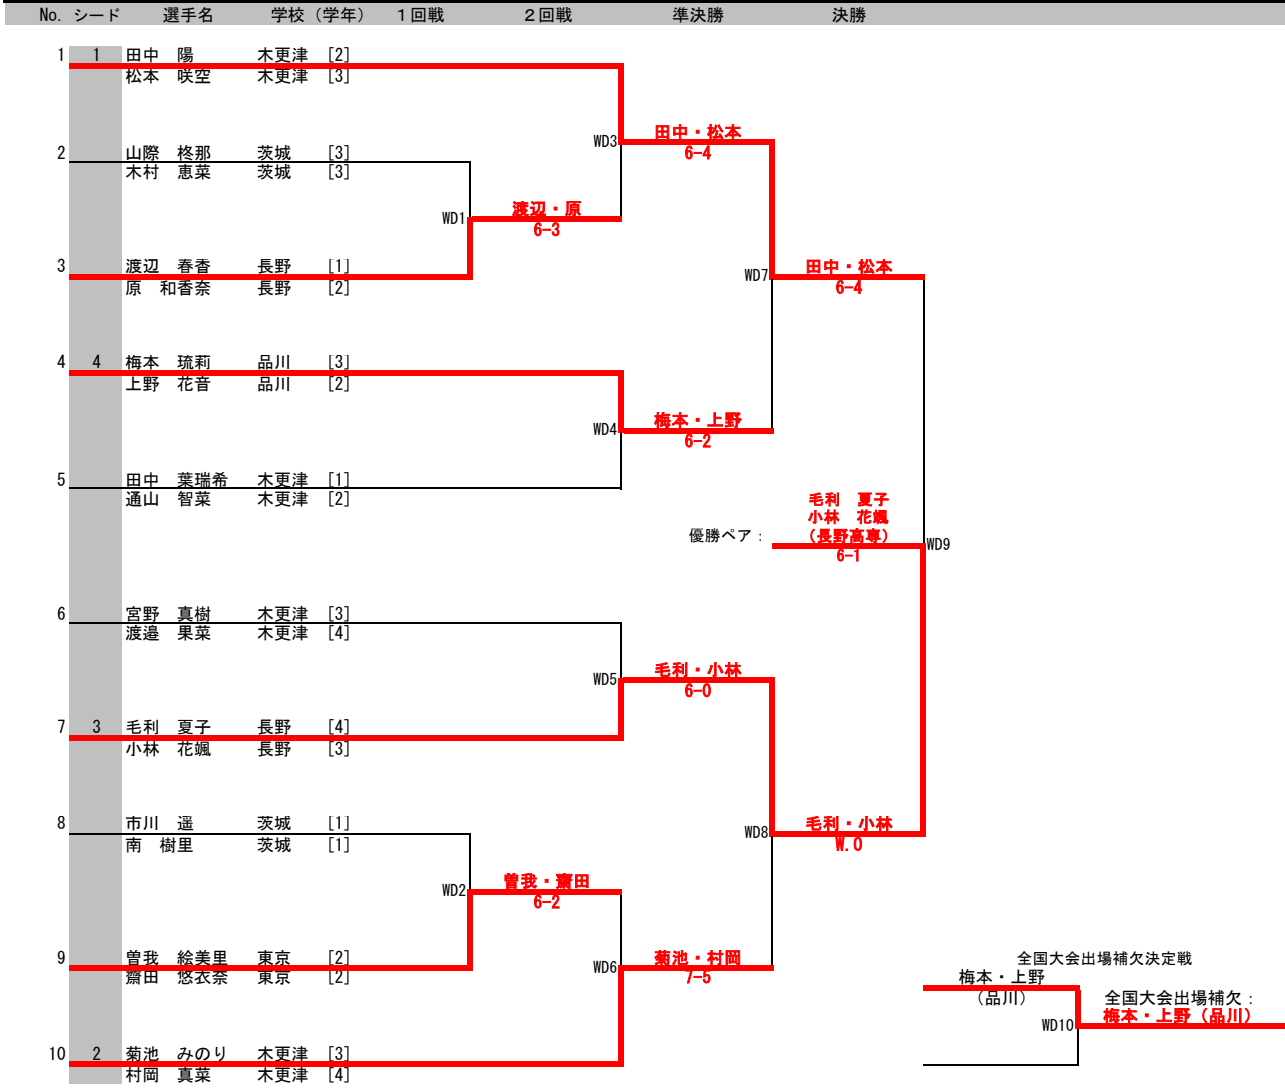 No. シード 選手名 学校（学年） １回戦 ２回戦 準決勝 決勝
1 1 田中　陽 木更津 [2]
松本　咲空 木更津 [3]
WD3 田中・松本
6-4
2 山際　柊那 茨城 [3]
木村　恵菜 茨城 [3]
WD1 渡辺・原
6-3
3 渡辺　春香 長野 [1]
原　和香奈 長野 [2]
WD7 田中・松本
6-4
4 4 梅本　琉莉 品川 [3]
上野　花音 品川 [2]
WD4 梅本・上野
6-2
5 田中　葉瑞希 木更津 [1]
通山　智菜 木更津 [2]
毛利　夏子
小林　花颯
優勝ペア： （長野高専） WD9
6-1
6 宮野　真樹 木更津 [3]
渡邉　果菜 木更津 [4]
WD5 毛利・小林
6-0
7 3 毛利　夏子 長野 [4]
小林　花颯 長野 [3]
8 市川　遥 茨城 [1]
南　樹里 茨城 [1]
WD8 毛利・小林
W.O
WD2 曽我・齋田
6-2
9 曽我　絵美里 東京 [2]
齋田　悠衣奈 東京 [2]
WD6 菊池・村岡
7-5
全国大会出場補欠決定戦
梅本・上野
（品川） 全国大会出場補欠：
WD10 梅本・上野（品川）
10 2 菊池　みのり 木更津 [3]
村岡　真菜 木更津 [4]